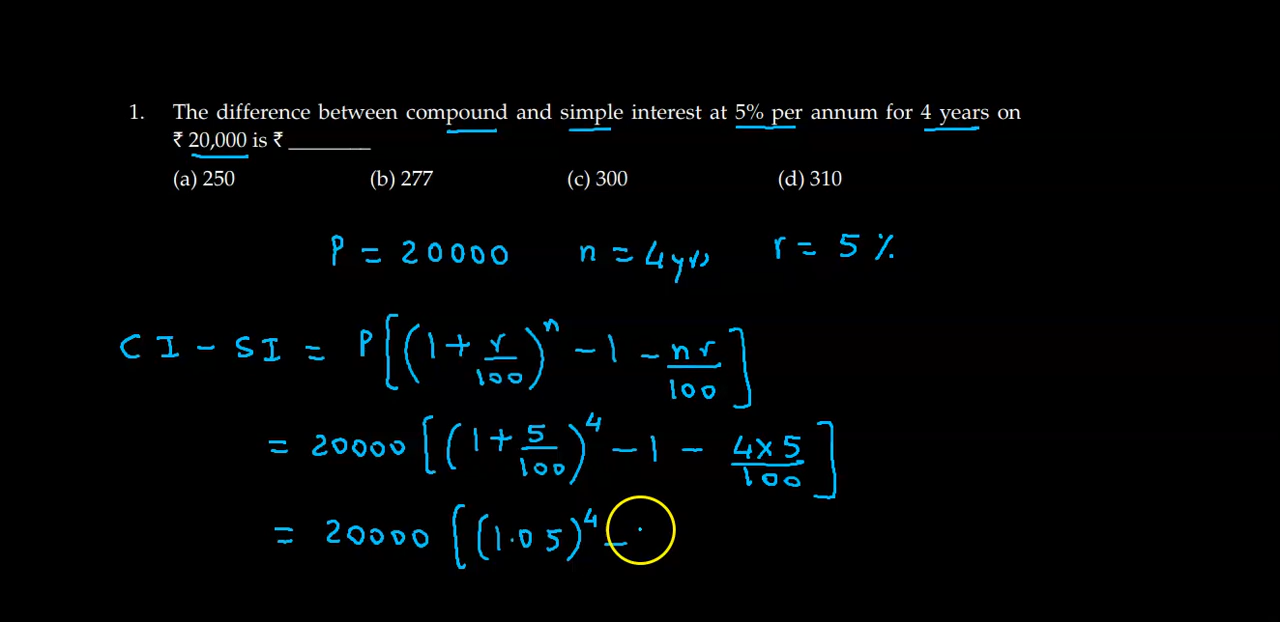 1. The difference between compound and simple interest at 5% per annum for 4 years on
₹ 20,000 is ₹ ________
(a) 250 (b) 277 (c) 300 (d) 310
P = 20000 n = 4yrs r = 5%
CI - SI = P[(1 + r/100)^n - 1 - nr/100]
= 20000[(1 + 5/100)^4 - 1 - 4×5/100]
= 20000[(1.05)^4 -